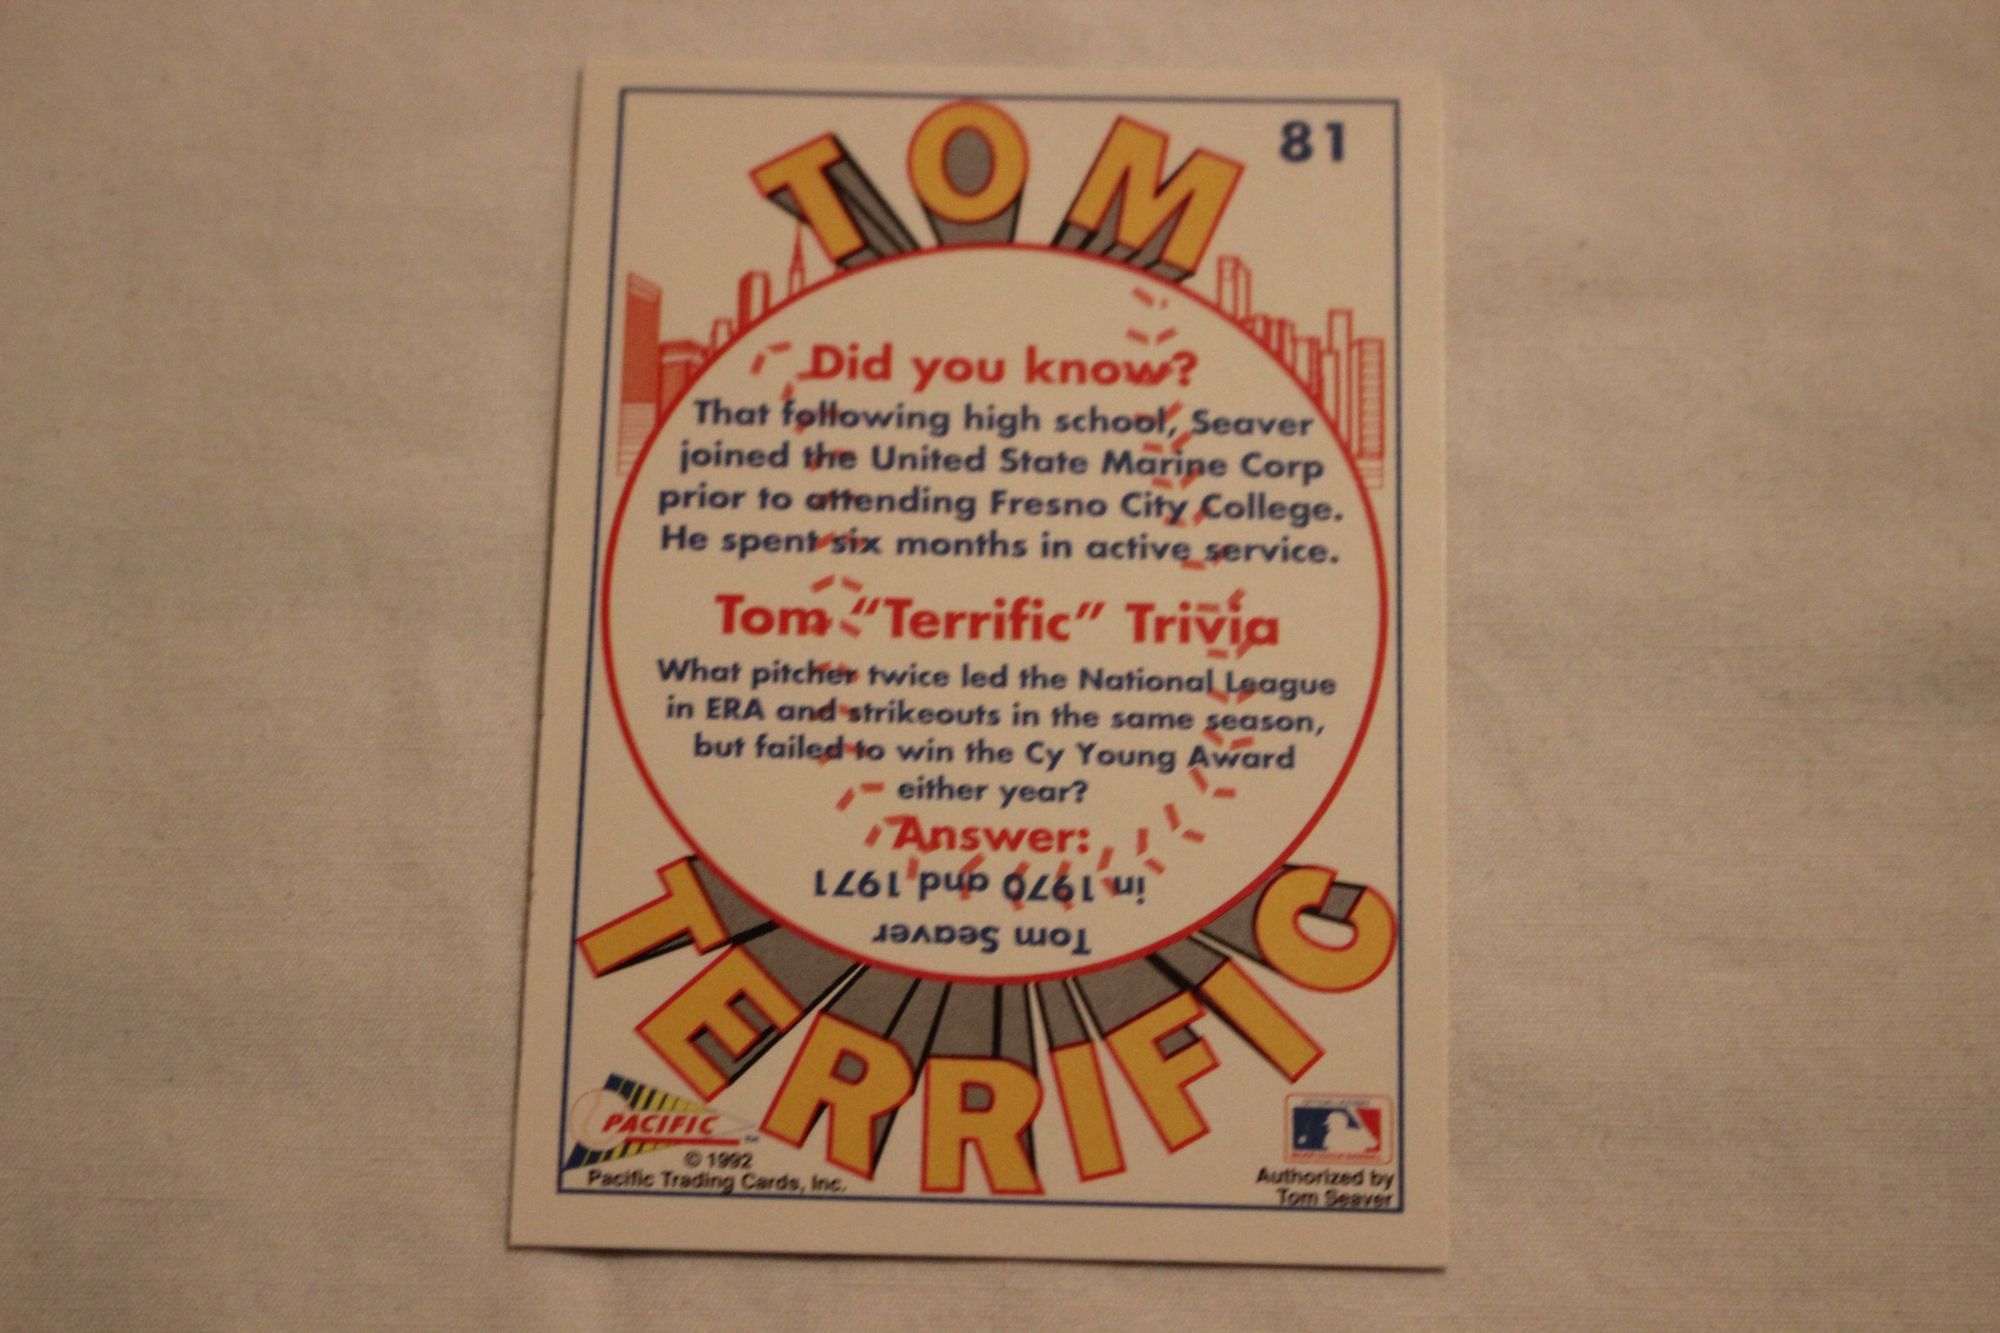 TOM
81
Did you know?
That following high school, Seaver
joined the United State Marine Corp
prior to attending Fresno City College.
He spent six months in active service.
Tom "Terrific" Trivia
What pitcher twice led the National League
in ERA and strikeouts in the same season,
but failed to win the Cy Young Award
either year?
Answer:
Tom Seaver
in 1970 and 1971
TERRIFIC
PACIFIC
© 1992
Pacific Trading Cards, Inc.
Authorized by
Tom Seaver